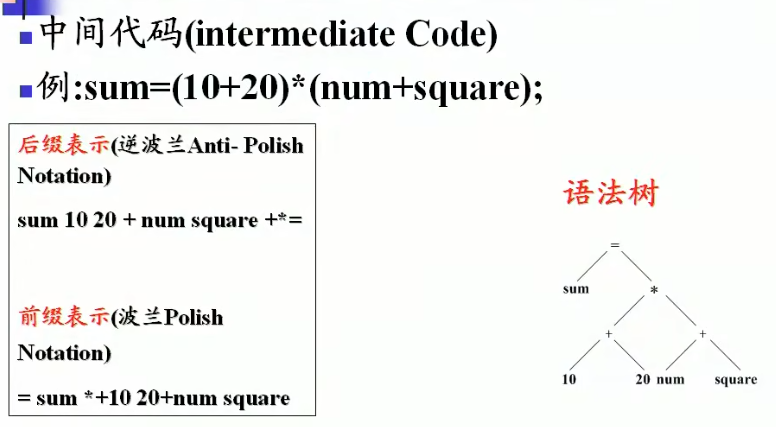 中间代码(intermediate Code)
例:sum=(10+20)*(num+square);
后缀表示(逆波兰Anti- Polish
Notation)
sum 10 20 + num square +*=
前缀表示(波兰Polish
Notation)
= sum *+10 20+num square
语法树
=
sum *
+ +
10 20 num square